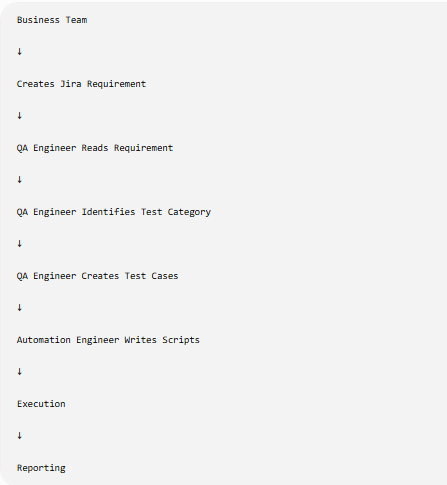 Business Team
↓
Creates Jira Requirement
↓
QA Engineer Reads Requirement
↓
QA Engineer Identifies Test Category
↓
QA Engineer Creates Test Cases
↓
Automation Engineer Writes Scripts
↓
Execution
↓
Reporting